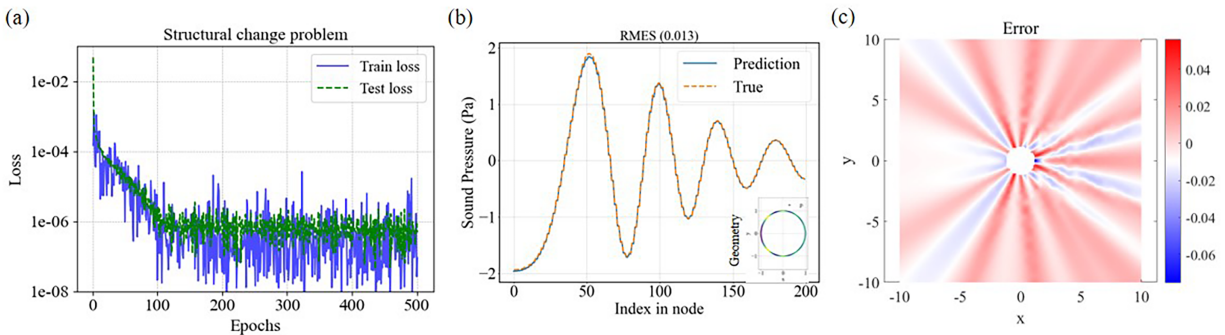 (a)
Structural change problem
Train loss
Test loss
1e−02
1e−04
1e−06
1e−08
Loss
0 100 200 300 400 500
Epochs
(b)
RMES (0.013)
Prediction
True
2
1
0
−1
−2
Sound Pressure (Pa)
Geometry
0 50 100 150 200
Index in node
(c)
Error
10
5
0
-5
-10
y
-10 -5 0 5 10
x
0.04
0.02
0
-0.02
-0.04
-0.06